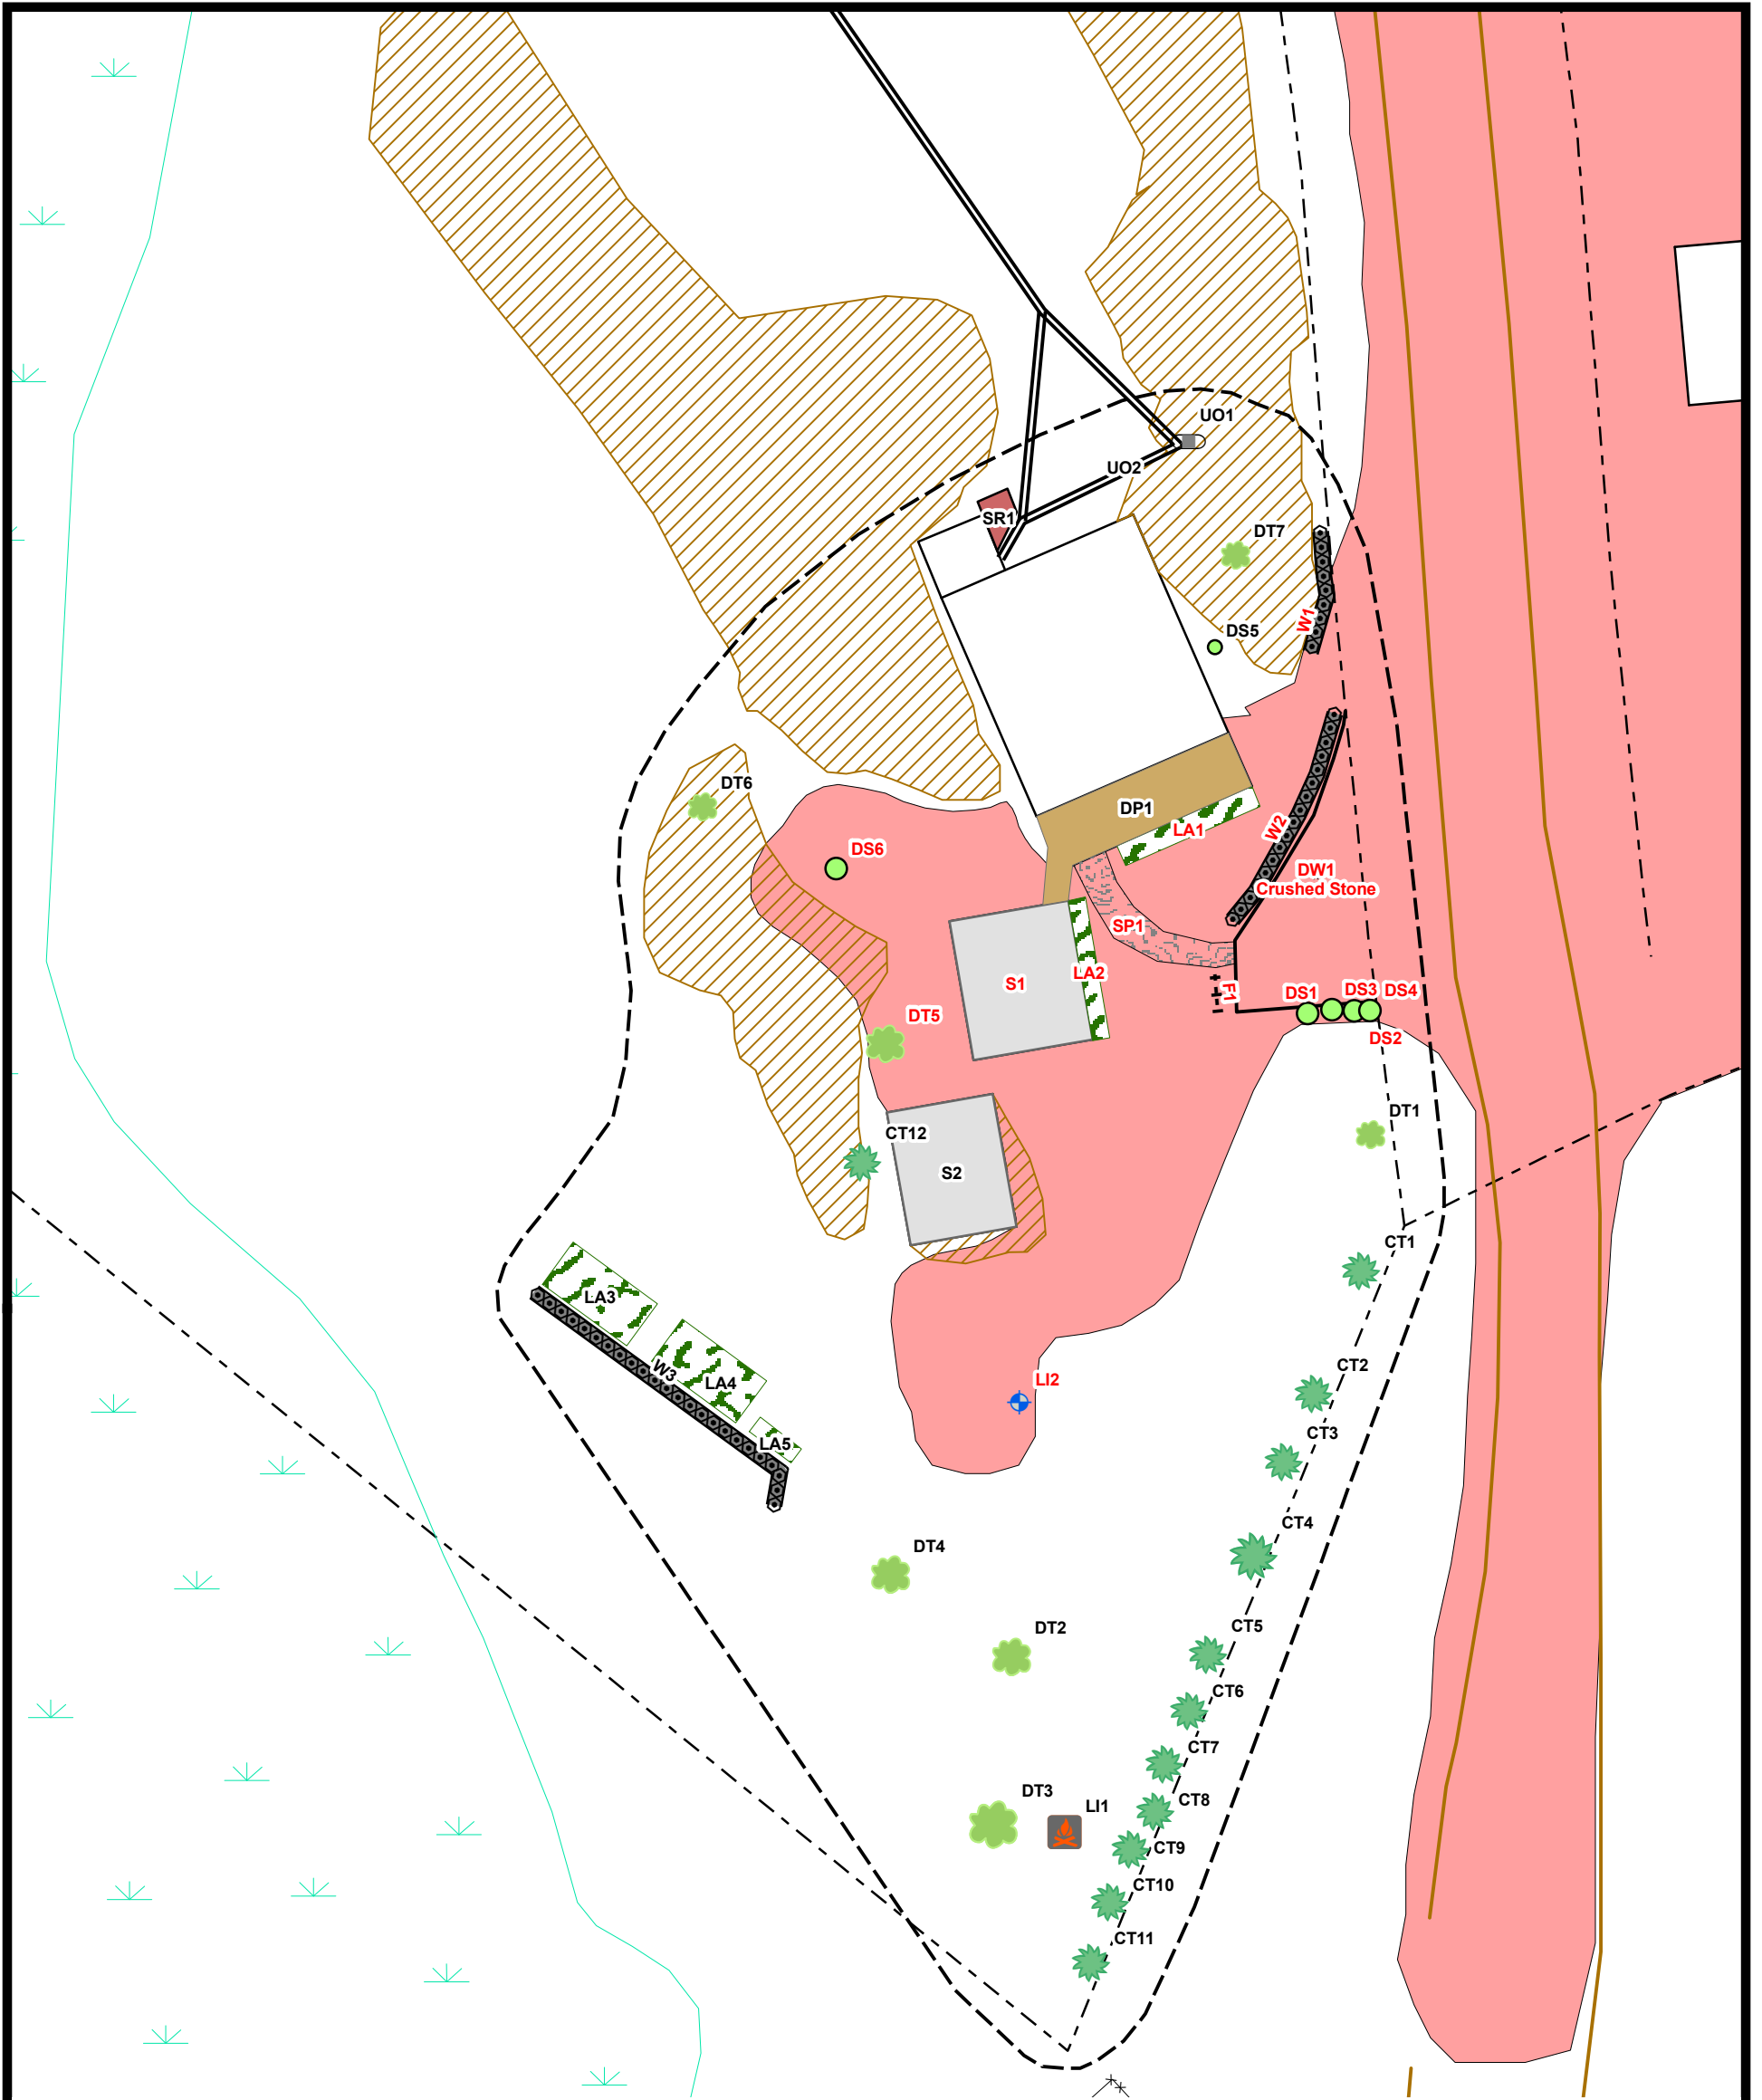 UO1
UO2
SR1
DT7
W1
DS5
DT6
DP1
LA1
W2
DS6
DW1
Crushed Stone
SP1
LA2
S1
F1
DS1
DS3
DS4
DT5
DS2
DT1
CT12
S2
CT1
LA3
CT2
W3
LA4
LI2
CT3
LA5
CT4
DT4
CT5
DT2
CT6
CT7
DT3
CT8
LI1
CT9
CT10
CT11